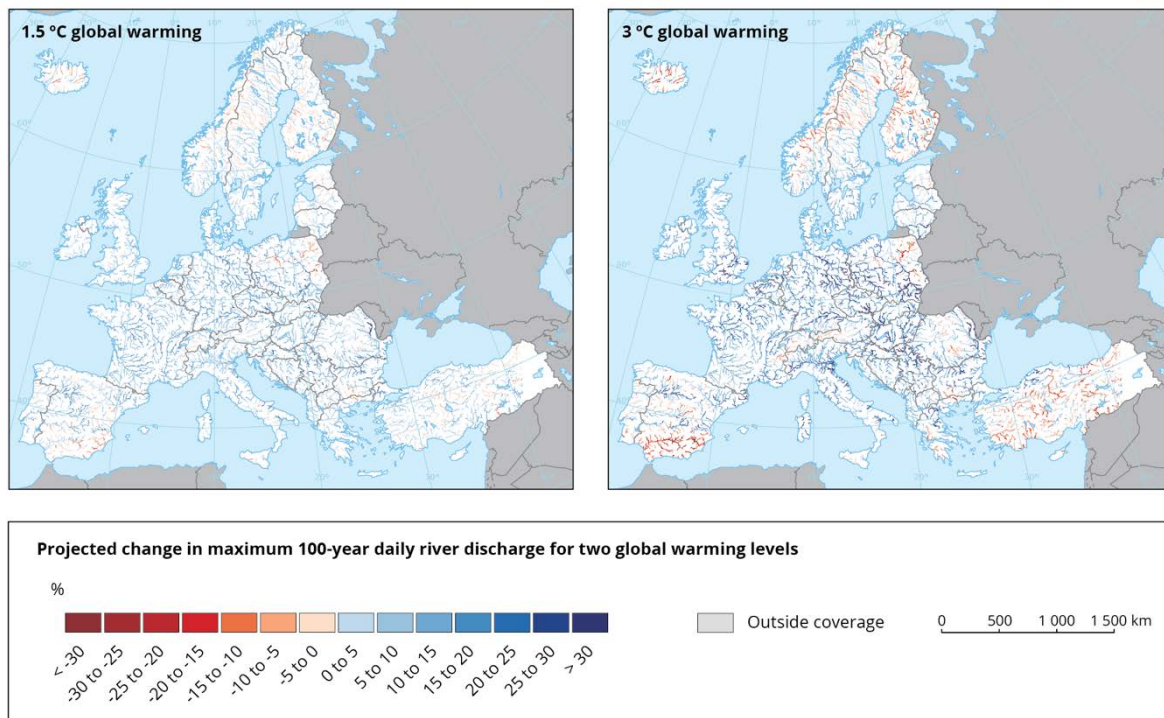 1.5 ºC global warming
3 ºC global warming
Projected change in maximum 100-year daily river discharge for two global warming levels
%
< -30
-30 to -25
-25 to -20
-20 to -15
-15 to -10
-10 to -5
-5 to 0
0 to 5
5 to 10
10 to 15
15 to 20
20 to 25
25 to 30
> 30
Outside coverage
0 500 1 000 1 500 km